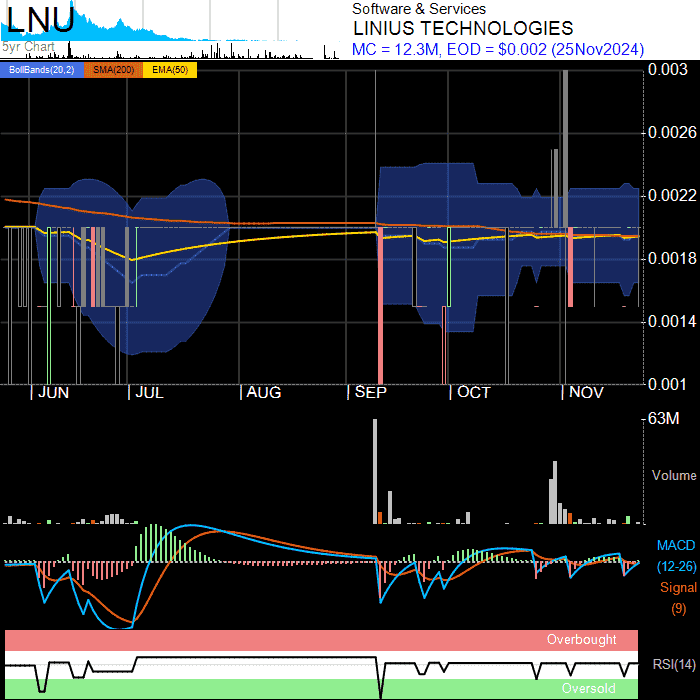 LNU
5yr Chart
Software & Services
LINIUS TECHNOLOGIES
MC = 12.3M, EOD = $0.002 (25Nov2024)
BollBands(20,2) SMA(200) EMA(50)
0.003
0.0026
0.0022
0.0018
0.0014
0.001
JUN JUL AUG SEP OCT NOV
63M
Volume
MACD
(12-26)
Signal
(9)
Overbought
RSI(14)
Oversold